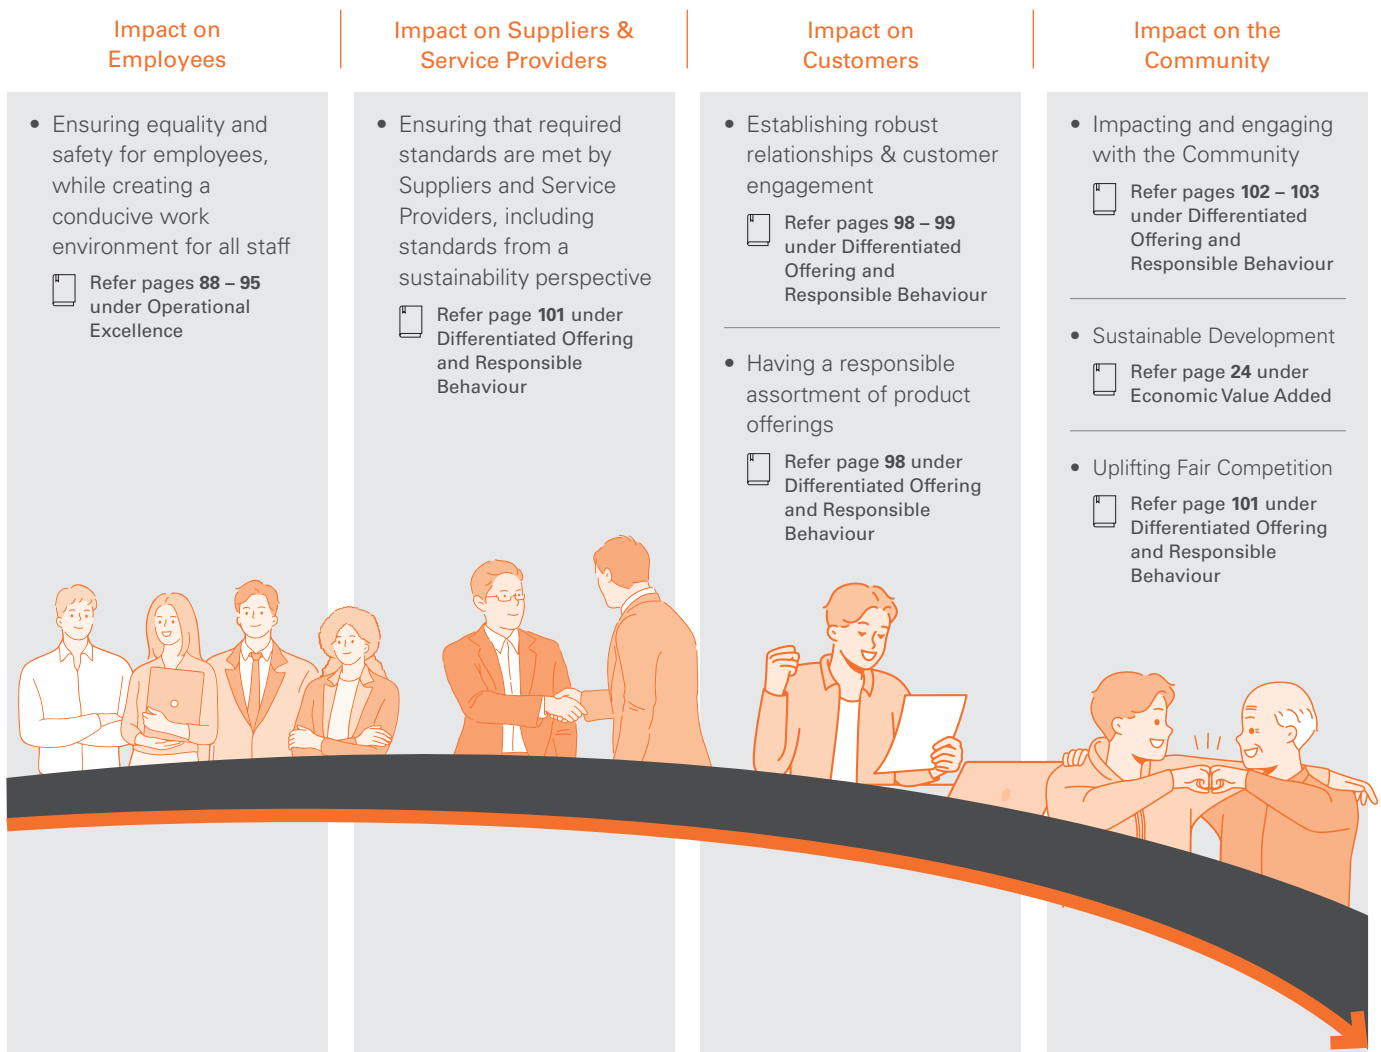 Impact on
Employees
• Ensuring equality and
safety for employees,
while creating a
conducive work
environment for all staff
Refer pages 88 – 95
under Operational
Excellence
Impact on Suppliers &
Service Providers
• Ensuring that required
standards are met by
Suppliers and Service
Providers, including
standards from a
sustainability perspective
Refer page 101 under
Differentiated Offering
and Responsible
Behaviour
Impact on
Customers
• Establishing robust
relationships & customer
engagement
Refer pages 98 – 99
under Differentiated
Offering and
Responsible Behaviour
• Having a responsible
assortment of product
offerings
Refer page 98 under
Differentiated Offering
and Responsible
Behaviour
Impact on the
Community
• Impacting and engaging
with the Community
Refer pages 102 – 103
under Differentiated
Offering and
Responsible Behaviour
• Sustainable Development
Refer page 24 under
Economic Value Added
• Uplifting Fair Competition
Refer page 101 under
Differentiated Offering
and Responsible
Behaviour